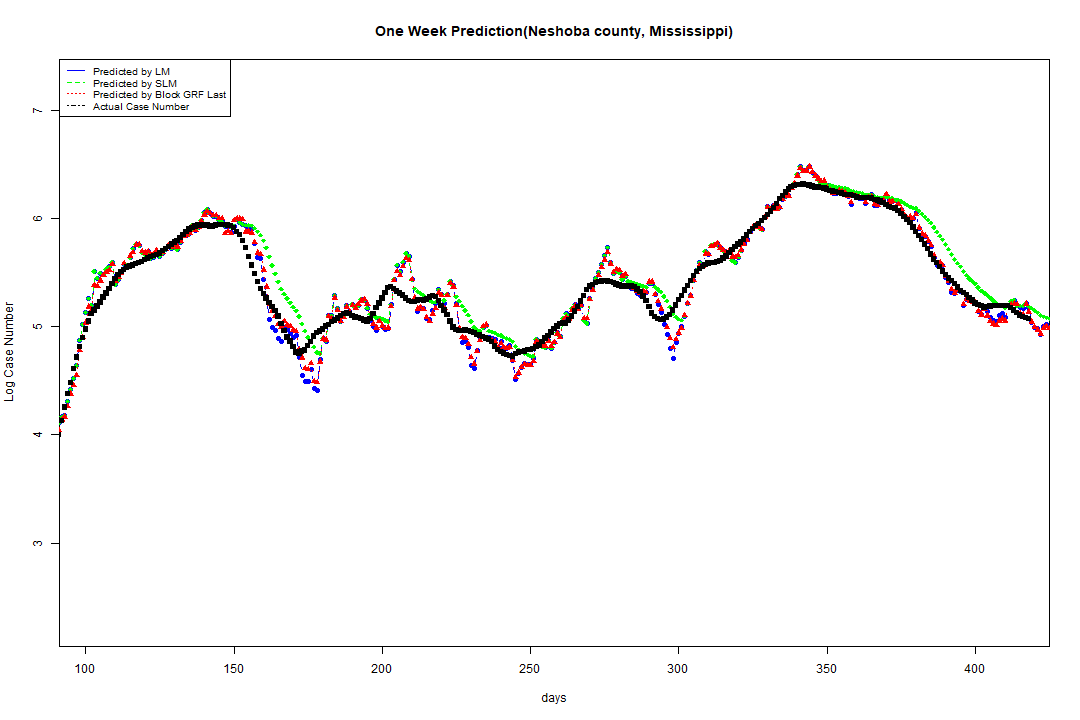 One Week Prediction(Neshoba county, Mississippi)
Predicted by LM
Predicted by SLM
Predicted by Block GRF Last
Actual Case Number
7
6
5
4
3
Log Case Number
100 150 200 250 300 350 400
days